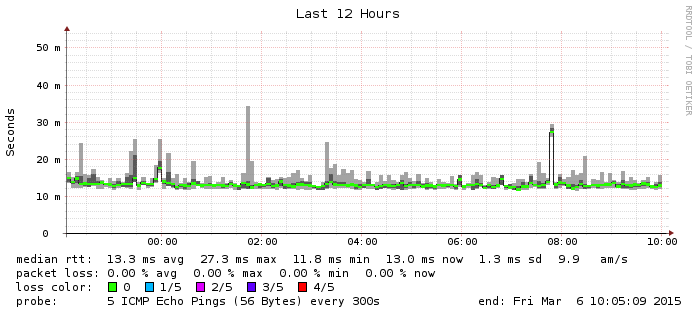 Last 12 Hours
RRDTOOL / TOBI OETIKER
Seconds
50 m
40 m
30 m
20 m
10 m
0
00:00 02:00 04:00 06:00 08:00 10:00
median rtt: 13.3 ms avg 27.3 ms max 11.8 ms min 13.0 ms now 1.3 ms sd 9.9 am/s
packet loss: 0.00 % avg 0.00 % max 0.00 % min 0.00 % now
loss color: 0 1/5 2/5 3/5 4/5
probe: 5 ICMP Echo Pings (56 Bytes) every 300s end: Fri Mar 6 10:05:09 2015